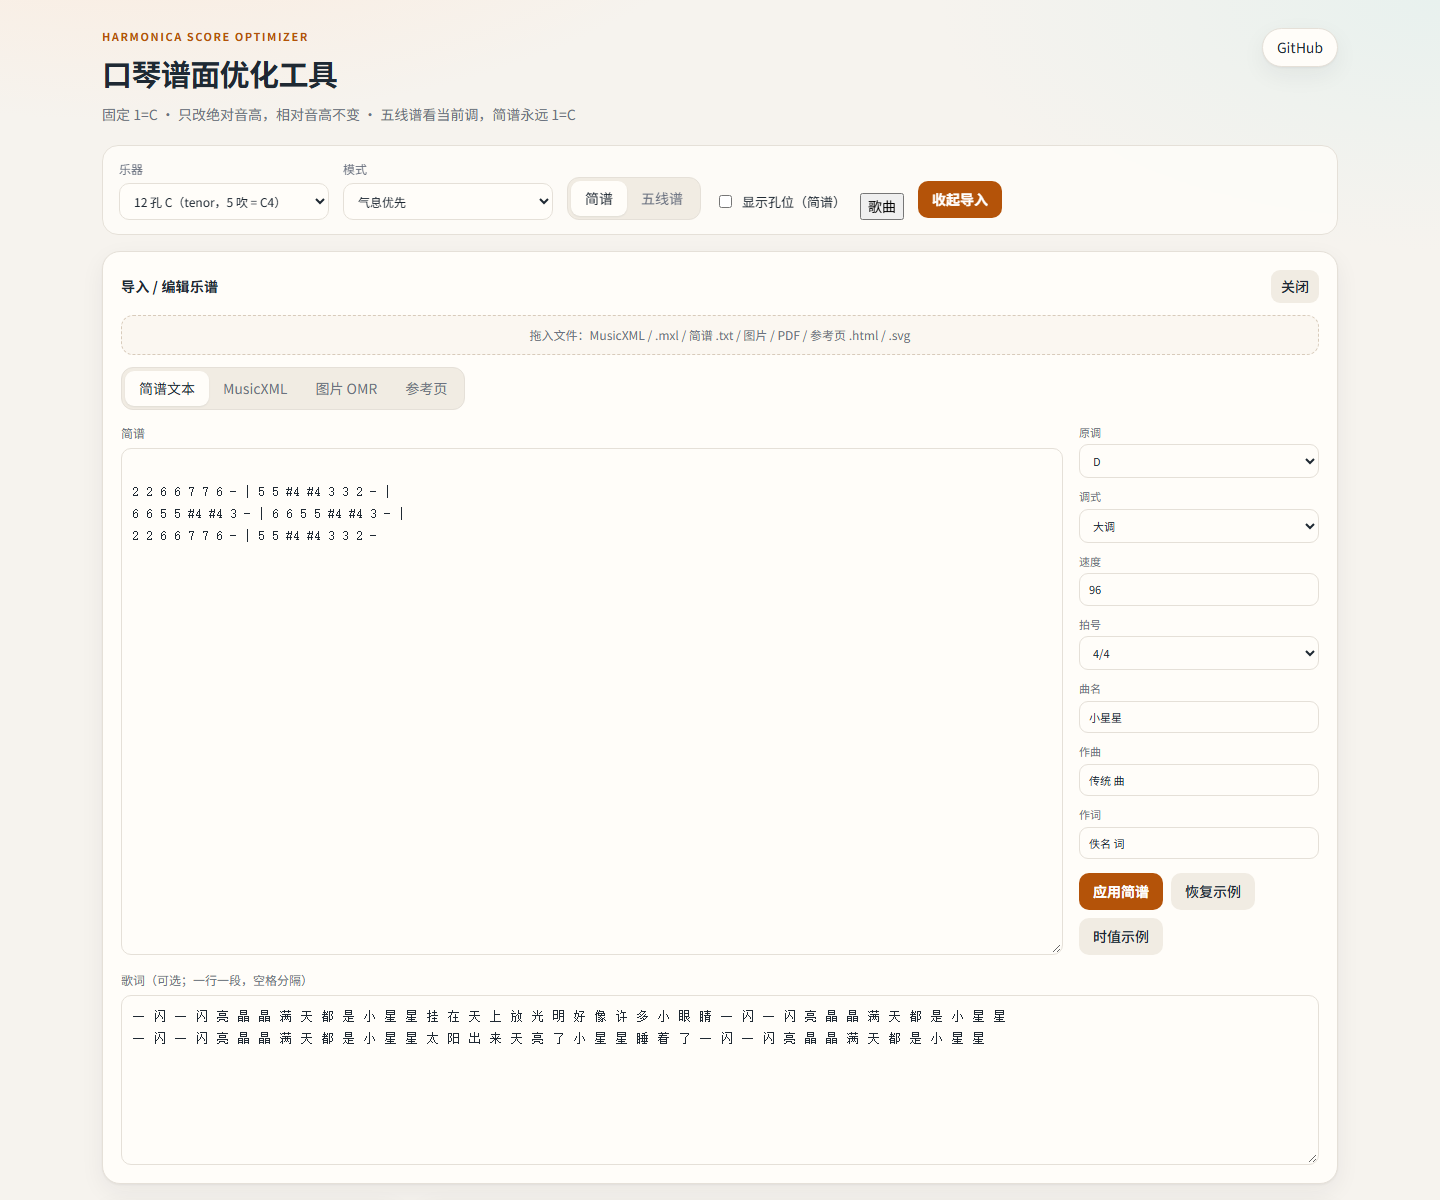 HARMONICA SCORE OPTIMIZER
GitHub
口琴谱面优化工具
固定 1=C · 只改绝对音高，相对音高不变 · 五线谱看当前调，简谱永远 1=C
乐器
模式
12 孔 C（tenor，5 吹 = C4）
气息优先
简谱
五线谱
显示孔位（简谱）
歌曲
收起导入
导入 / 编辑乐谱
关闭
拖入文件：MusicXML / .mxl / 简谱 .txt / 图片 / PDF / 参考页 .html / .svg
简谱文本
MusicXML
图片 OMR
参考页
简谱
2 2 6 6 7 7 6 - | 5 5 #4 #4 3 3 2 - |
6 6 5 5 #4 #4 3 - | 6 6 5 5 #4 #4 3 - |
2 2 6 6 7 7 6 - | 5 5 #4 #4 3 3 2 -
原调
D
调式
大调
速度
96
拍号
4/4
曲名
小星星
作曲
传统 曲
作词
佚名 词
应用简谱
恢复示例
时值示例
歌词（可选；一行一段，空格分隔）
一 闪 一 闪 亮 晶 晶 满 天 都 是 小 星 星 挂 在 天 上 放 光 明 好 像 许 多 小 眼 睛 一 闪 一 闪 亮 晶 晶 满 天 都 是 小 星 星
一 闪 一 闪 亮 晶 晶 满 天 都 是 小 星 星 太 阳 出 来 天 亮 了 小 星 星 睡 着 了 一 闪 一 闪 亮 晶 晶 满 天 都 是 小 星 星